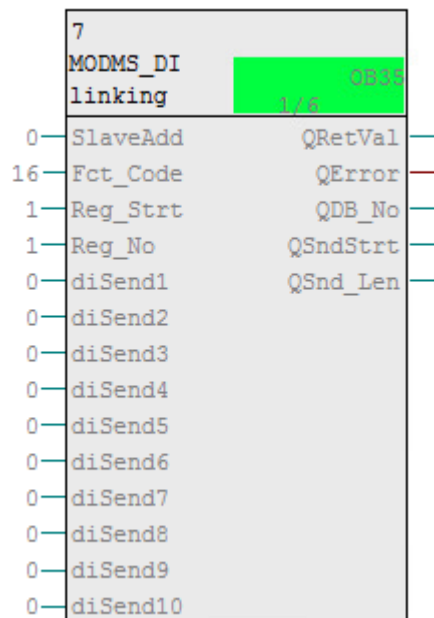 7
MODMS_DI
linking
OB35
1/6
0 SlaveAdd QRetVal
16 Fct_Code QError
1 Reg_Strt QDB_No
1 Reg_No QSndStrt
0 diSend1 QSnd_Len
0 diSend2
0 diSend3
0 diSend4
0 diSend5
0 diSend6
0 diSend7
0 diSend8
0 diSend9
0 diSend10